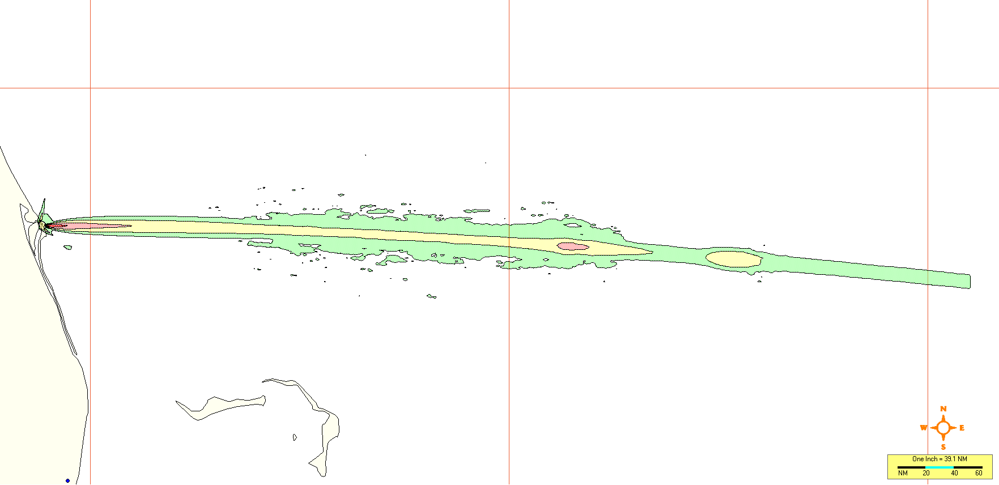 N
W E
S
One Inch = 39.1 NM
NM 20 40 60